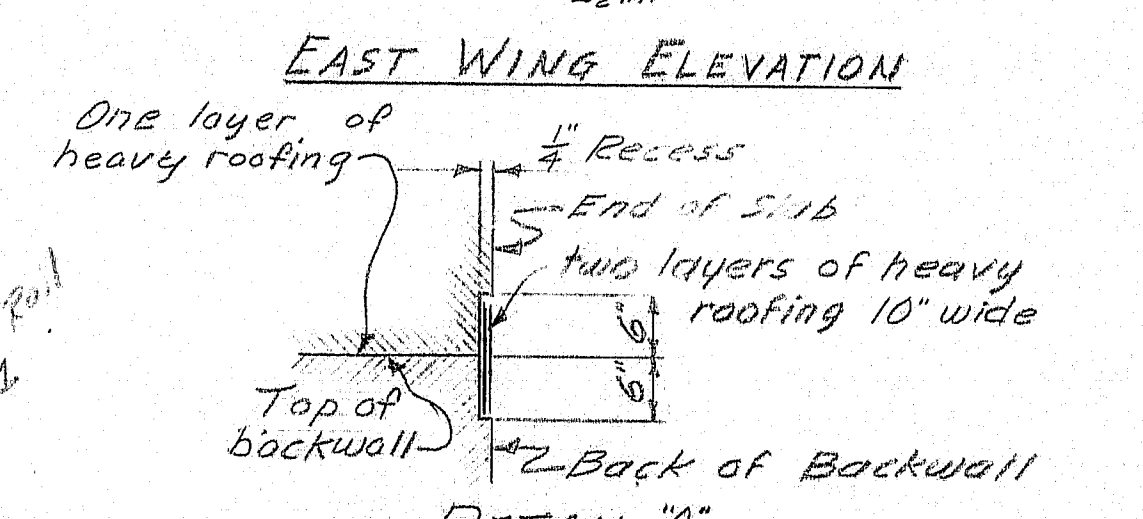 EAST WING ELEVATION
One layer of
heavy roofing
1/4" Recess
End of Slab
two layers of heavy
roofing 10" wide
6"
6"
Top of
backwall
Back of Backwall
Rail